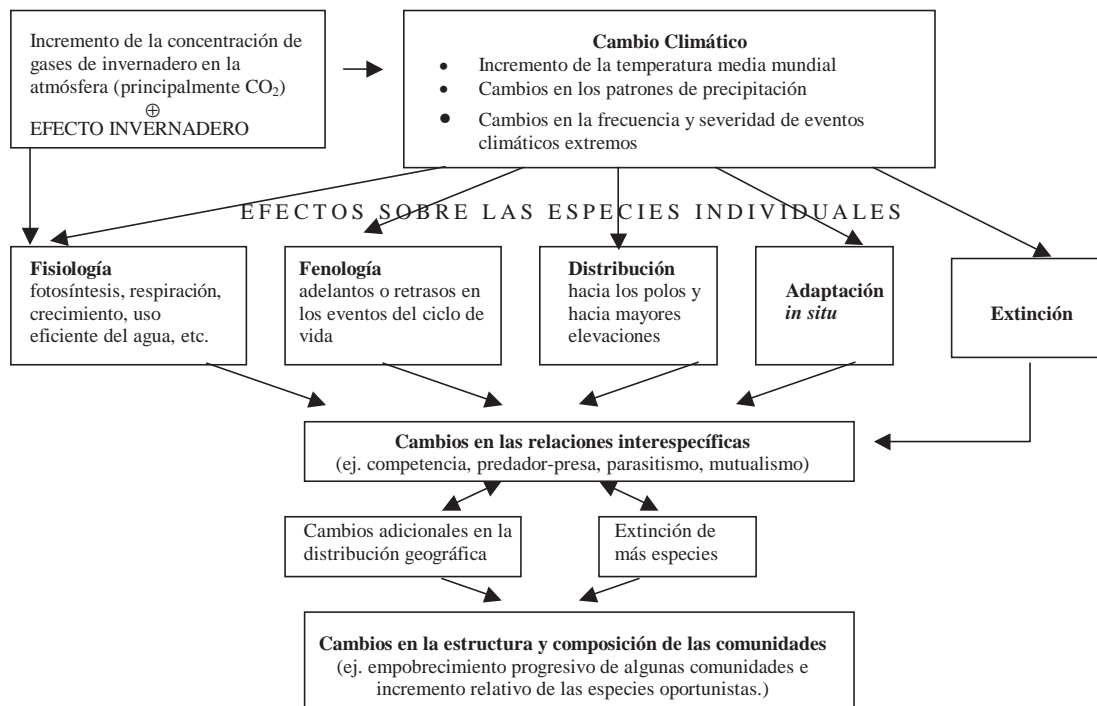 Incremento de la concentración de
gases de invernadero en la
atmósfera (principalmente CO₂)
⊕
EFECTO INVERNADERO
Cambio Climático
• Incremento de la temperatura media mundial
• Cambios en los patrones de precipitación
• Cambios en la frecuencia y severidad de eventos
climáticos extremos
EFECTOS SOBRE LAS ESPECIES INDIVIDUALES
Fisiología
fotosíntesis, respiración,
crecimiento, uso
eficiente del agua, etc.
Fenología
adelantos o retrasos en
los eventos del ciclo de
vida
Distribución
hacia los polos y
hacia mayores
elevaciones
Adaptación
in situ
Extinción
Cambios en las relaciones interespecíficas
(ej. competencia, predador-presa, parasitismo, mutualismo)
Cambios adicionales en la
distribución geográfica
Extinción de
más especies
Cambios en la estructura y composición de las comunidades
(ej. empobrecimiento progresivo de algunas comunidades e
incremento relativo de las especies oportunistas.)